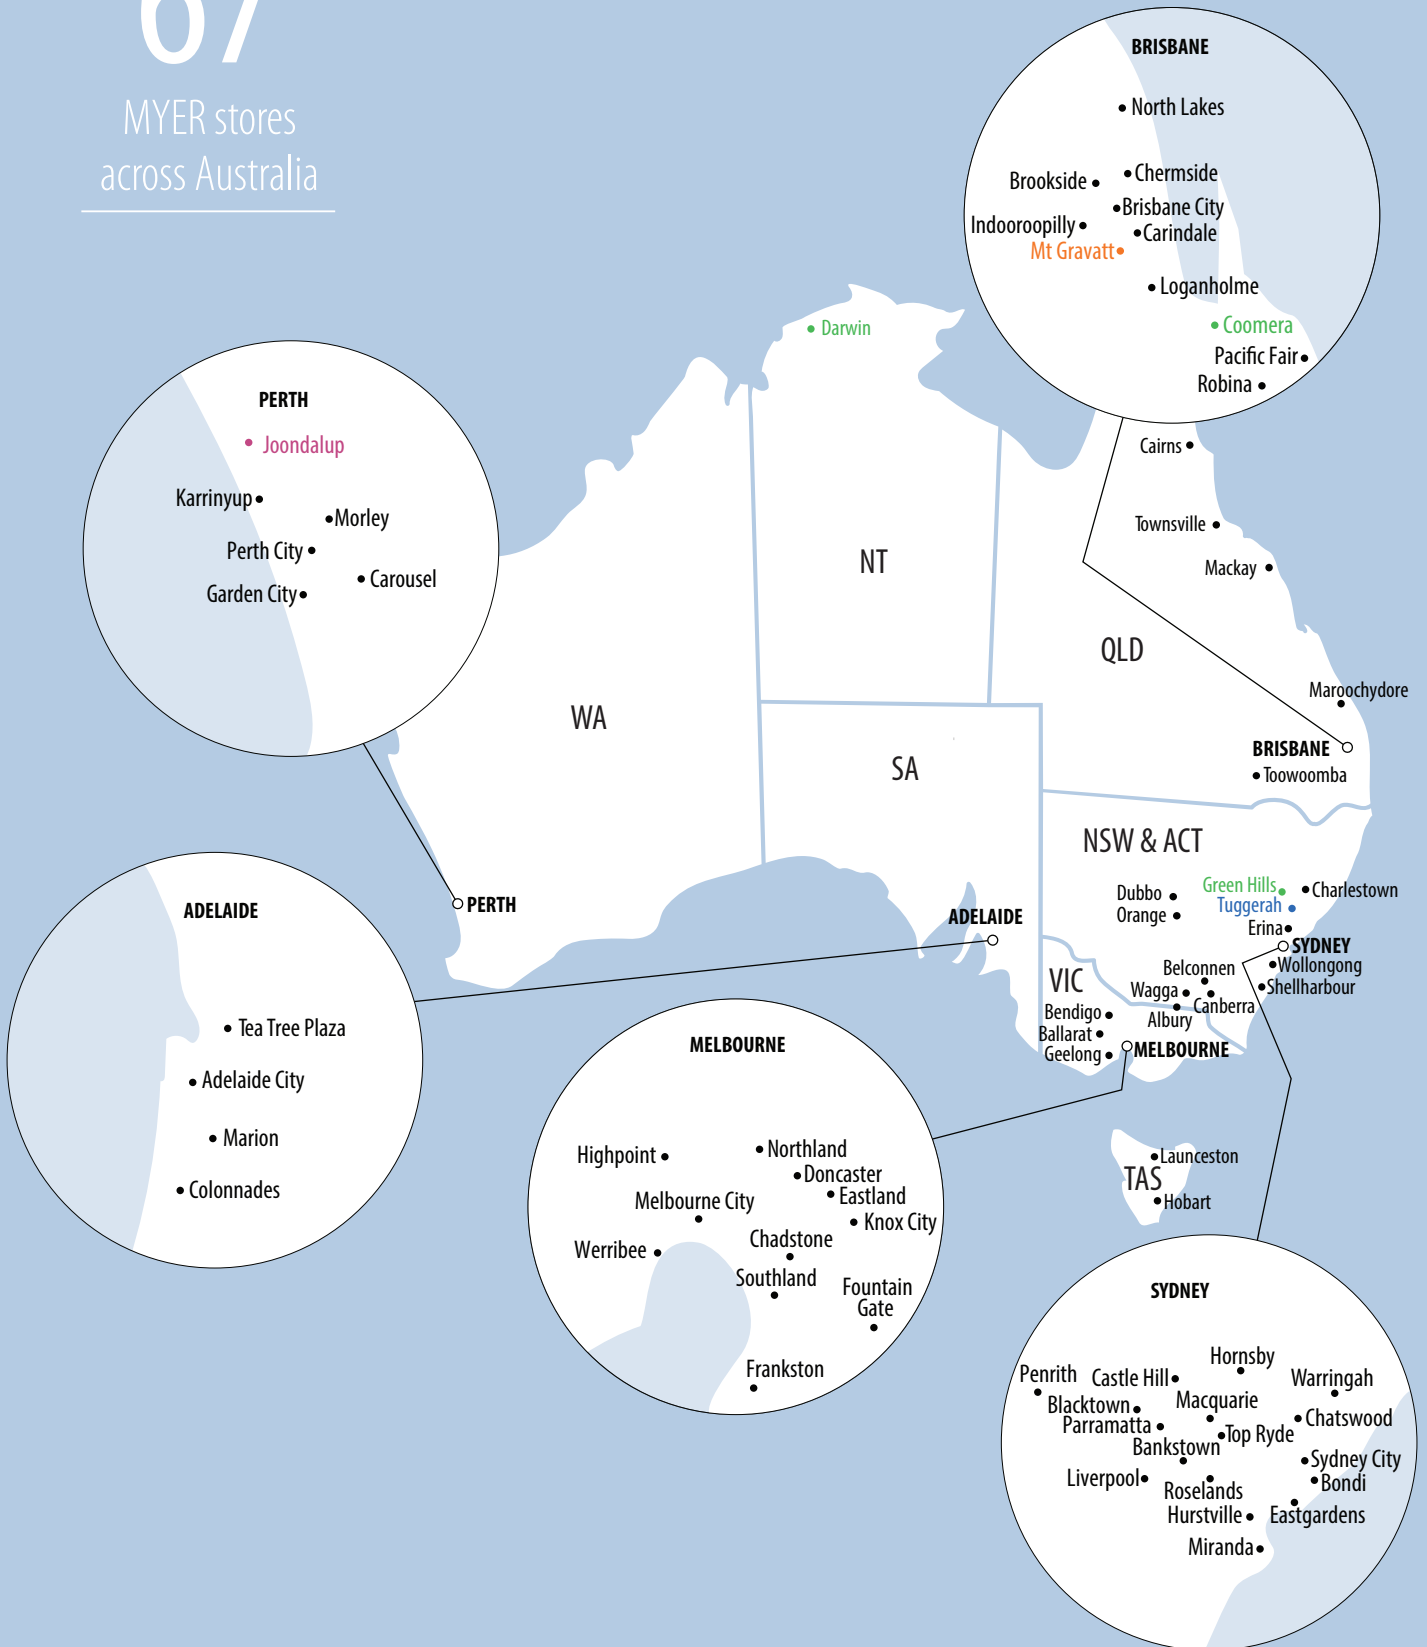 67
MYER stores
across Australia
BRISBANE
North Lakes
Chermside
Brookside
Brisbane City
Indooroopilly
Carindale
Mt Gravatt
Loganholme
Coomera
Pacific Fair
Robina
Darwin
PERTH
Joondalup
Karrinyup
Morley
Perth City
Carousel
Garden City
Cairns
Townsville
Mackay
NT
QLD
WA
SA
Maroochydore
BRISBANE
Toowoomba
NSW & ACT
Dubbo
Orange
Green Hills
Charlestown
Tuggerah
Erina
SYDNEY
Wollongong
Shellharbour
Belconnen
Wagga
Canberra
Albury
PERTH
ADELAIDE
VIC
Bendigo
Ballarat
Geelong
MELBOURNE
ADELAIDE
Tea Tree Plaza
Adelaide City
Marion
Colonnades
MELBOURNE
Highpoint
Northland
Doncaster
Eastland
Melbourne City
Knox City
Chadstone
Werribee
Southland
Fountain
Gate
Frankston
Launceston
TAS
Hobart
SYDNEY
Hornsby
Penrith
Castle Hill
Warringah
Blacktown
Macquarie
Parramatta
Chatswood
Top Ryde
Bankstown
Sydney City
Liverpool
Bondi
Roselands
Hurstville
Eastgardens
Miranda